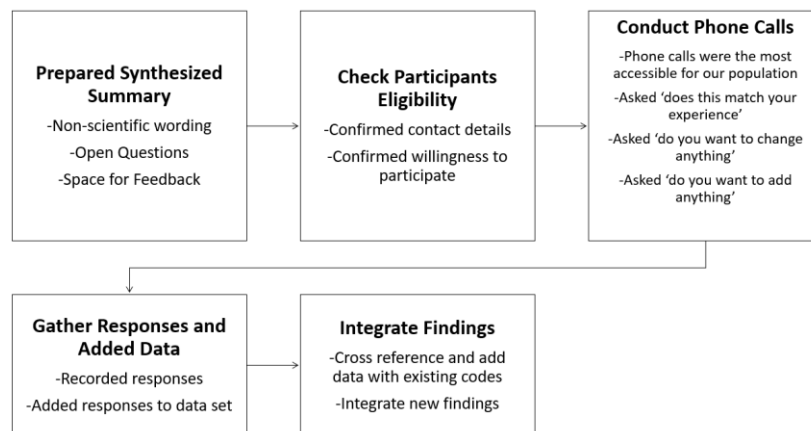 Prepared Synthesized
Summary
-Non-scientific wording
-Open Questions
-Space for Feedback
Check Participants
Eligibility
-Confirmed contact details
-Confirmed willingness to
participate
Conduct Phone Calls
-Phone calls were the most
accessible for our population
-Asked ‘does this match your
experience’
-Asked ‘do you want to change
anything’
-Asked ‘do you want to add
anything’
Gather Responses and
Added Data
-Recorded responses
-Added responses to data set
Integrate Findings
-Cross reference and add
data with existing codes
-Integrate new findings